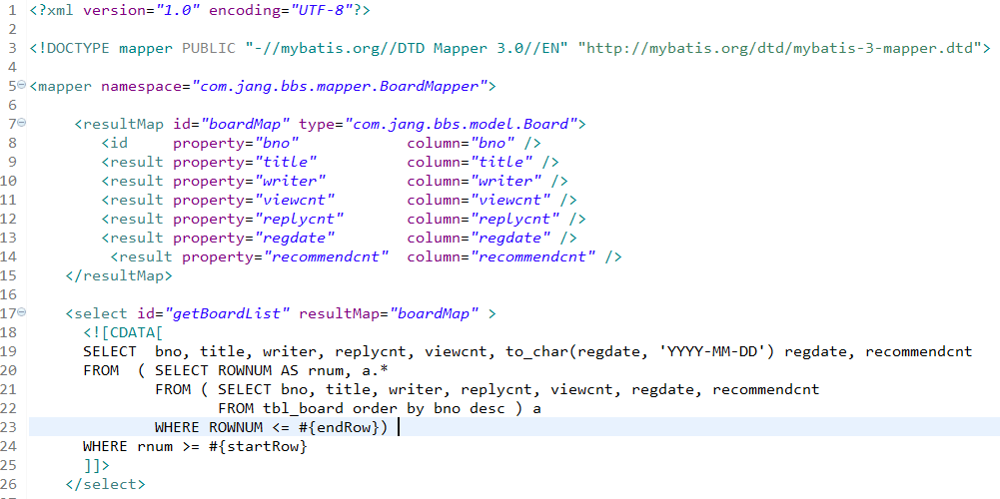 1 <?xml version="1.0" encoding="UTF-8"?>
2
3 <!DOCTYPE mapper PUBLIC "-//mybatis.org//DTD Mapper 3.0//EN" "http://mybatis.org/dtd/mybatis-3-mapper.dtd">
4
5 <mapper namespace="com.jang.bbs.mapper.BoardMapper">
6
7      <resultMap id="boardMap" type="com.jang.bbs.model.Board">
8         <id     property="bno"            column="bno" />
9         <result property="title"          column="title" />
10        <result property="writer"         column="writer" />
11        <result property="viewcnt"        column="viewcnt" />
12        <result property="replycnt"       column="replycnt" />
13        <result property="regdate"        column="regdate" />
14         <result property="recommendcnt"  column="recommendcnt" />
15    </resultMap>
16
17    <select id="getBoardList" resultMap="boardMap" >
18      <![CDATA[
19      SELECT  bno, title, writer, replycnt, viewcnt, to_char(regdate, 'YYYY-MM-DD') regdate, recommendcnt
20      FROM  ( SELECT ROWNUM AS rnum, a.*
21              FROM ( SELECT bno, title, writer, replycnt, viewcnt, regdate, recommendcnt
22                     FROM tbl_board order by bno desc ) a
23              WHERE ROWNUM <= #{endRow})
24      WHERE rnum >= #{startRow}
25      ]]>
26    </select>